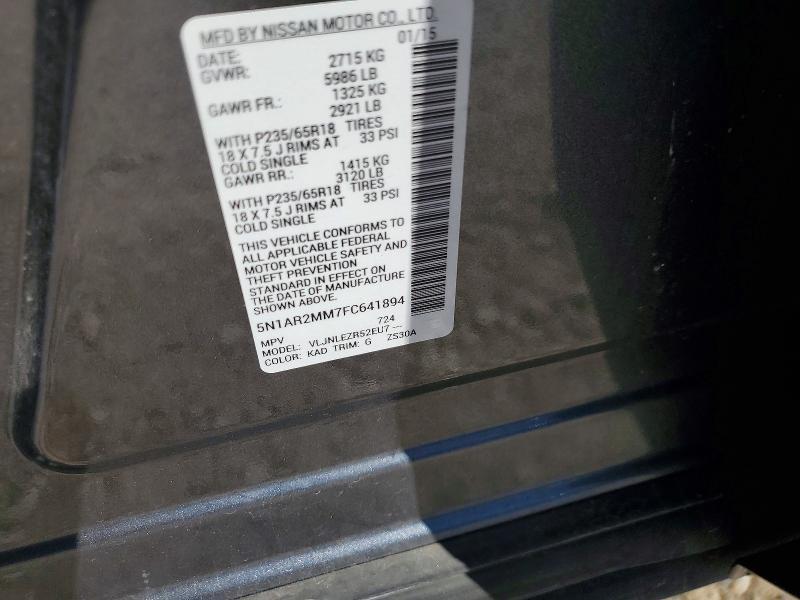 MFD BY NISSAN MOTOR CO., LTD.
DATE: 01/15
GVWR: 2715 KG
5986 LB
GAWR FR.: 1325 KG
2921 LB
WITH P235/65R18 TIRES
18 X 7.5 J RIMS AT 33 PSI
COLD SINGLE
GAWR RR.: 1415 KG
3120 LB
WITH P235/65R18 TIRES
18 X 7.5 J RIMS AT 33 PSI
COLD SINGLE
THIS VEHICLE CONFORMS TO
ALL APPLICABLE FEDERAL
MOTOR VEHICLE SAFETY AND
THEFT PREVENTION
STANDARD IN EFFECT ON
THE DATE OF MANUFACTURE
SHOWN ABOVE.
5N1AR2MM7FC641894
MPV 724
MODEL: VLJNLEZR52EU7 ---
COLOR: KAD TRIM: G ZS30A